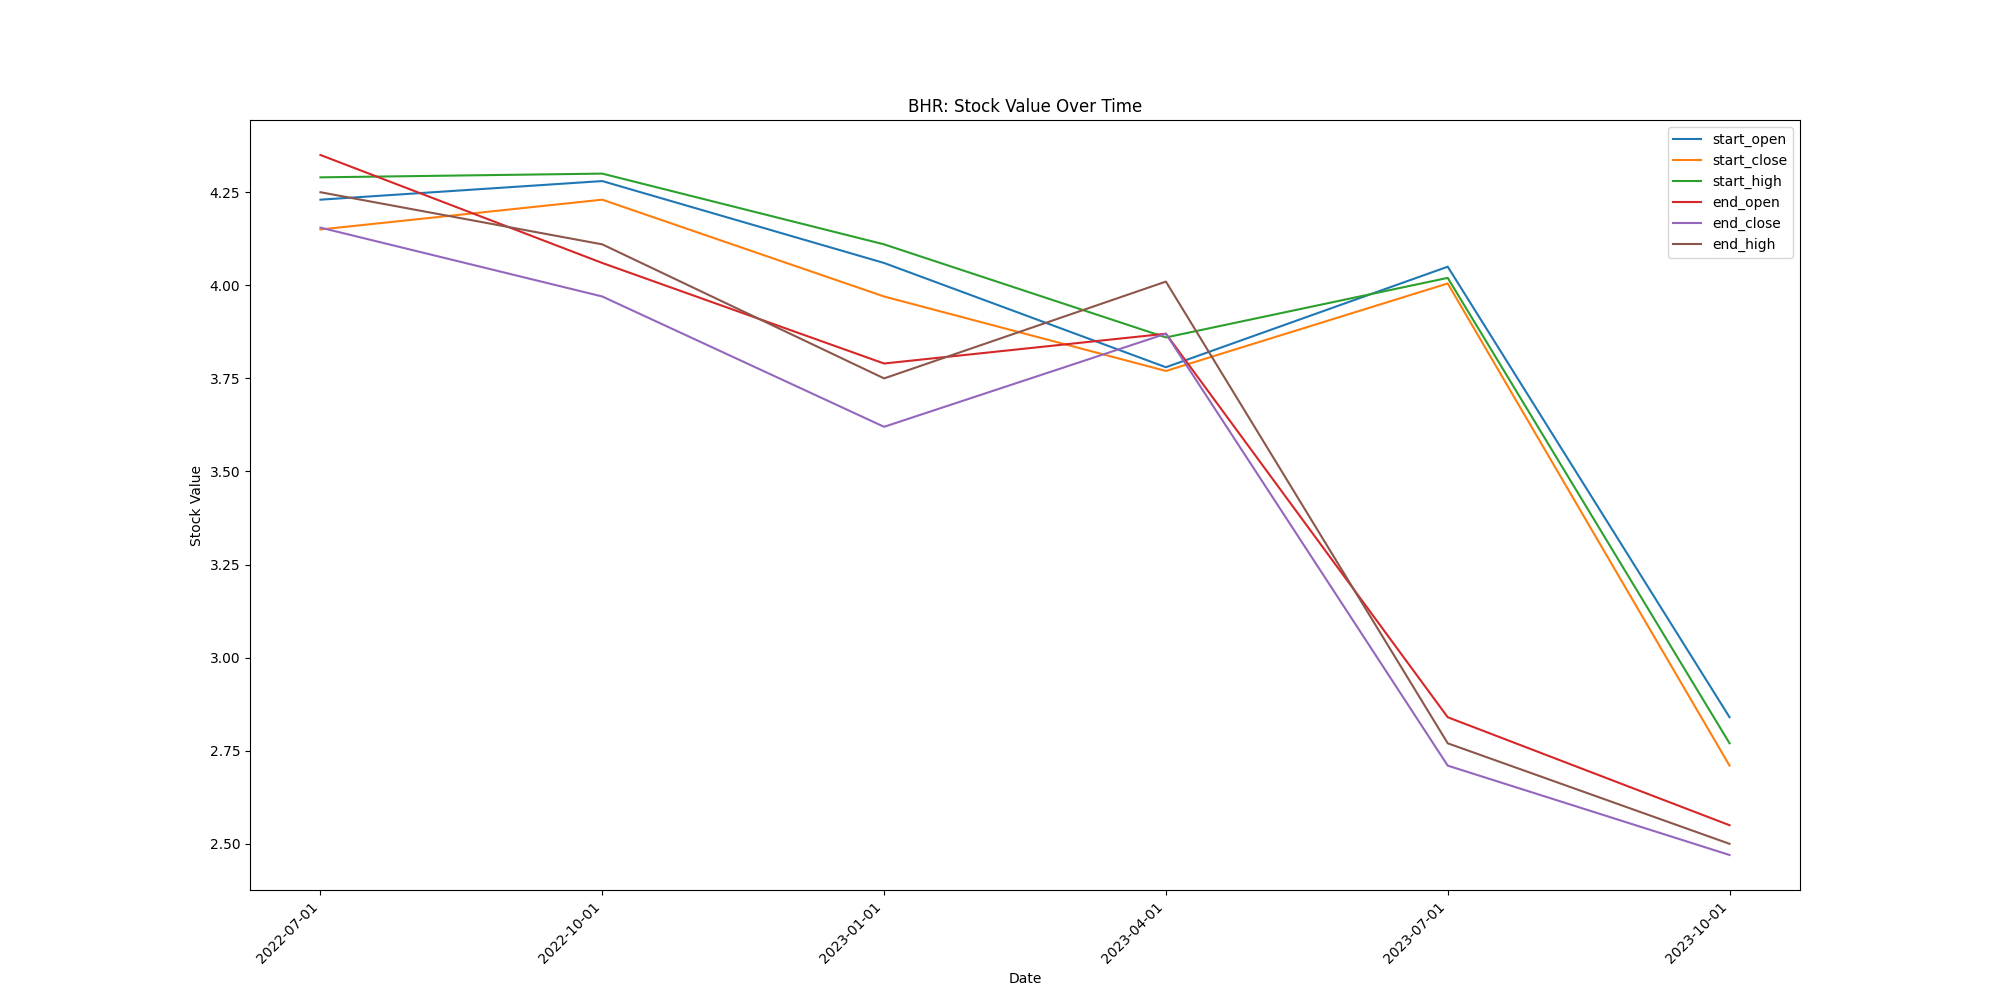 BHR: Stock Value Over Time
start_open
start_close
start_high
end_open
end_close
end_high
4.25
4.00
3.75
3.50
3.25
3.00
2.75
2.50
Stock Value
2022-07-01
2022-10-01
2023-01-01
2023-04-01
2023-07-01
2023-10-01
Date